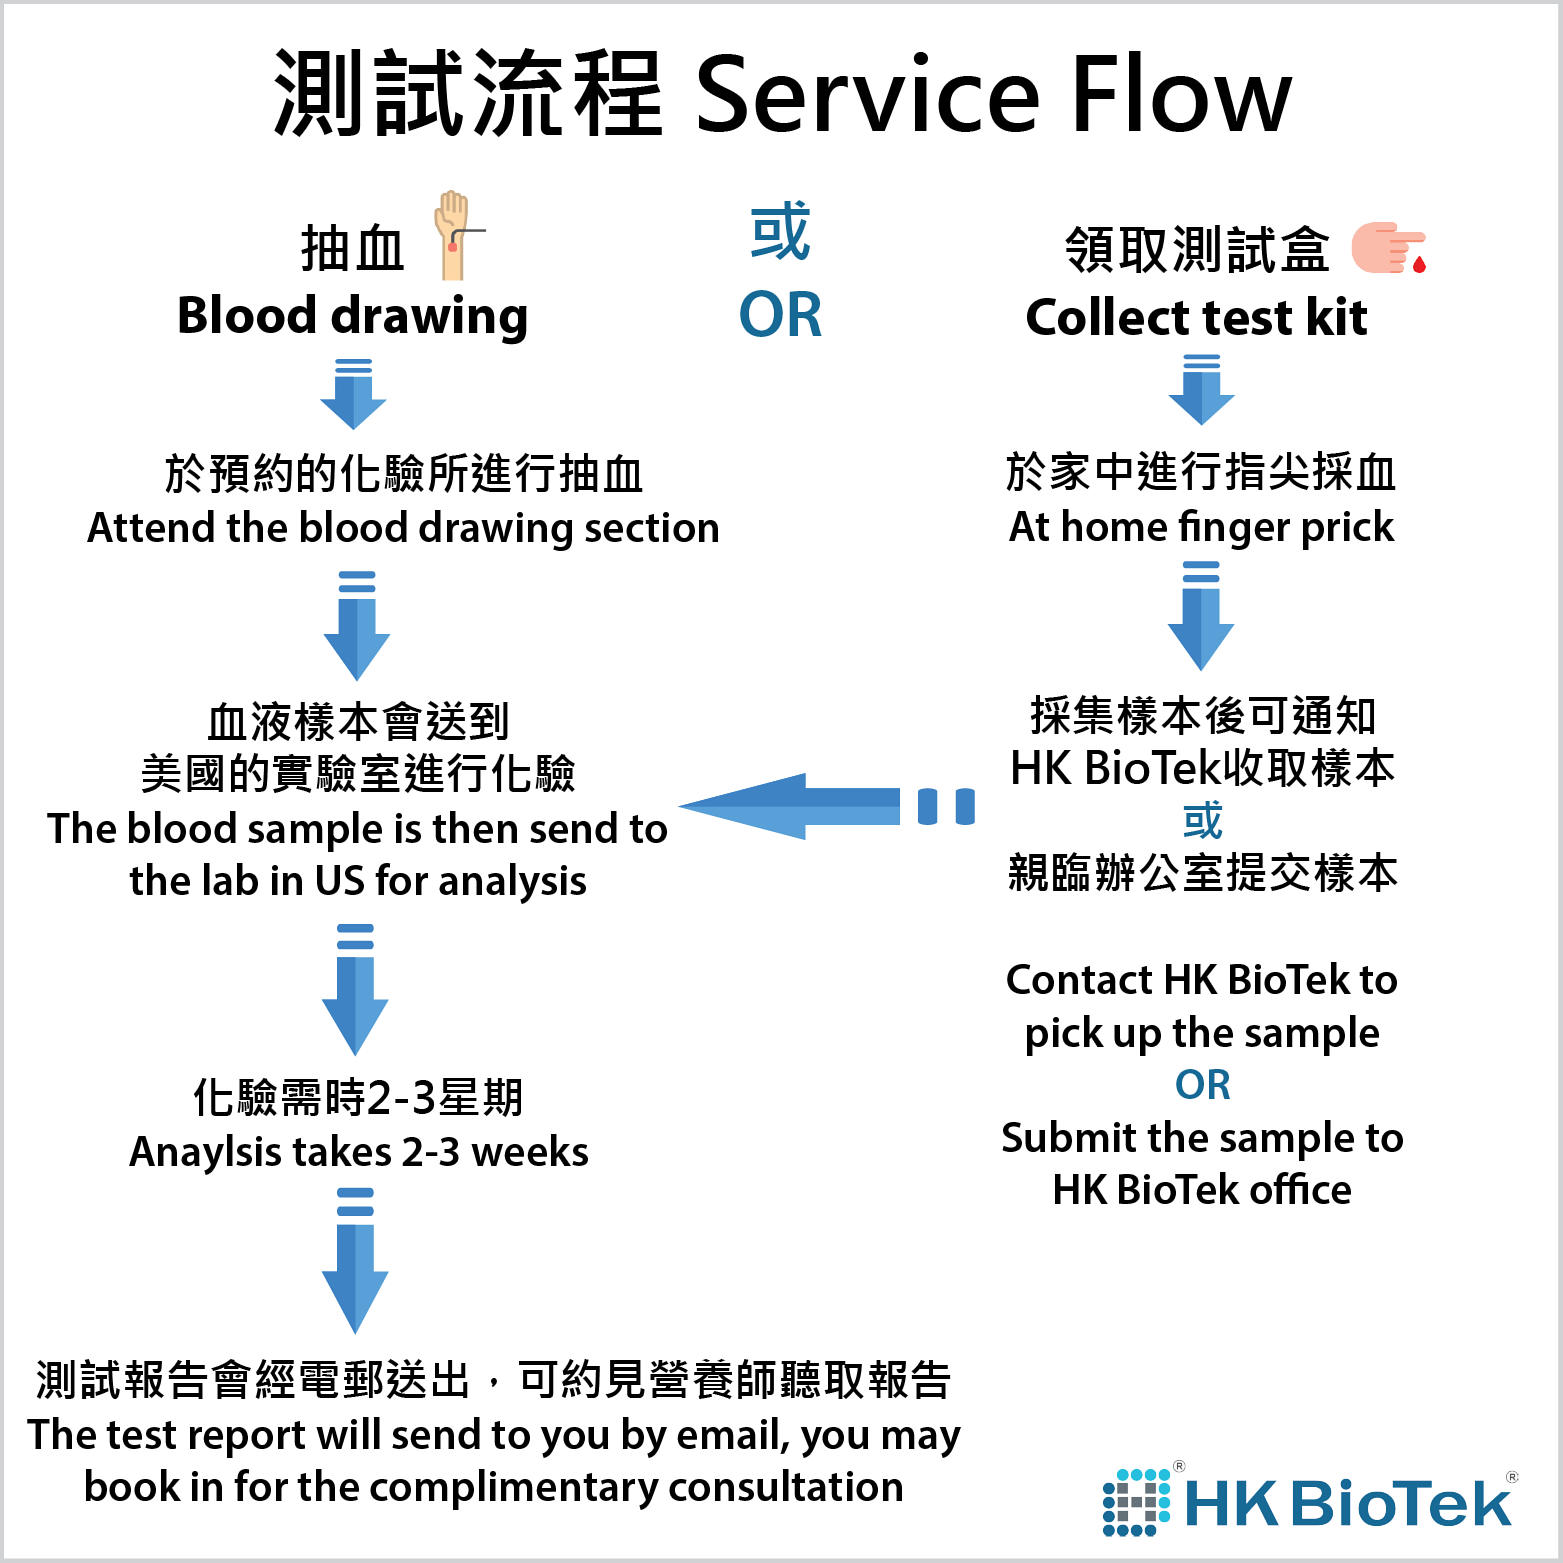 測試流程 Service Flow
抽血
Blood drawing
或
OR
領取測試盒
Collect test kit
於預約的化驗所進行抽血
Attend the blood drawing section
於家中進行指尖採血
At home finger prick
血液樣本會送到
美國的實驗室進行化驗
The blood sample is then send to
the lab in US for analysis
採集樣本後可通知
HK BioTek收取樣本
或
親臨辦公室提交樣本
Contact HK BioTek to
pick up the sample
OR
Submit the sample to
HK BioTek office
化驗需時2-3星期
Anaylsis takes 2-3 weeks
測試報告會經電郵送出，可約見營養師聽取報告
The test report will send to you by email, you may
book in for the complimentary consultation
® HK BioTek®